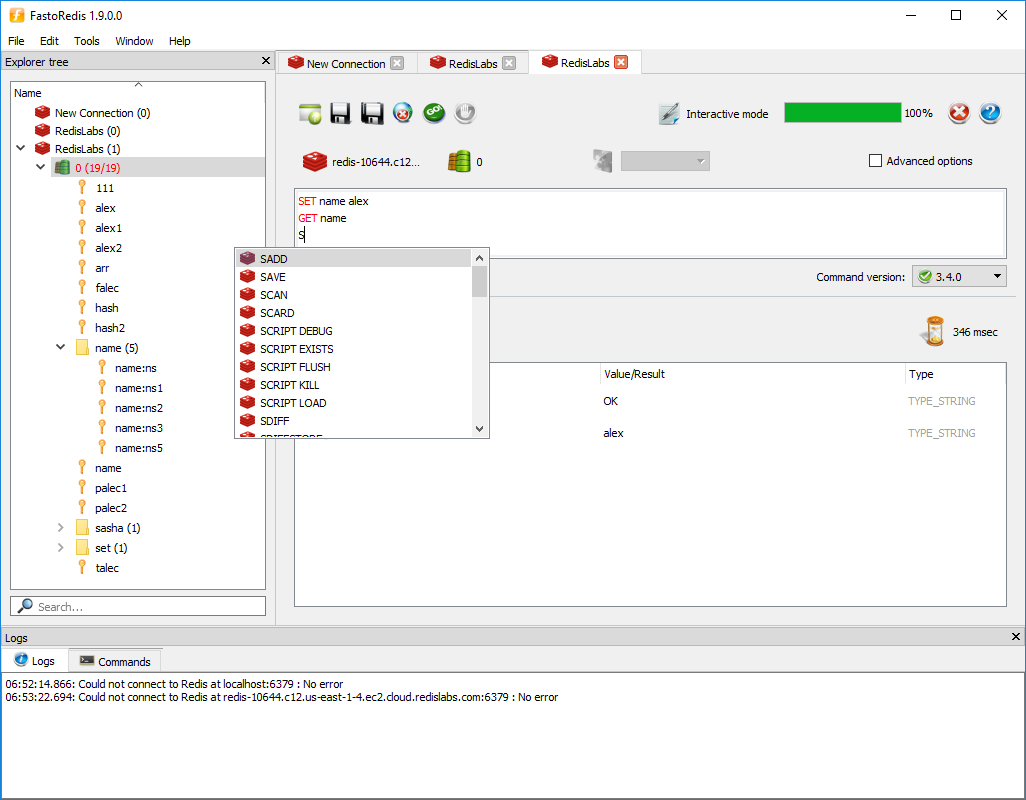 FastoRedis 1.9.0.0
File Edit Tools Window Help
Explorer tree
New Connection RedisLabs RedisLabs
Name
New Connection (0)
RedisLabs (0)
RedisLabs (1)
0 (19/19)
111
alex
alex1
alex2
arr
falec
hash
hash2
name (5)
name:ns
name:ns1
name:ns2
name:ns3
name:ns5
name
palec1
palec2
sasha (1)
set (1)
talec
Search...
GO Interactive mode 100%
redis-10644.c12... 0 Advanced options
SET name alex
GET name
S
SADD
SAVE
SCAN
SCARD
SCRIPT DEBUG
SCRIPT EXISTS
SCRIPT FLUSH
SCRIPT KILL
SCRIPT LOAD
SDIFF
SDIFFSTORE
Command version: 3.4.0
346 msec
Value/Result Type
OK TYPE_STRING
alex TYPE_STRING
Logs
Logs Commands
06:52:14.866: Could not connect to Redis at localhost:6379 : No error
06:53:22.694: Could not connect to Redis at redis-10644.c12.us-east-1-4.ec2.cloud.redislabs.com:6379 : No error